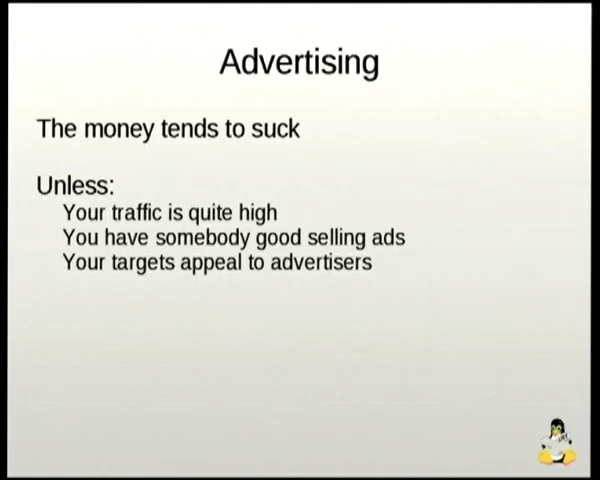 Advertising
The money tends to suck
Unless:
Your traffic is quite high
You have somebody good selling ads
Your targets appeal to advertisers